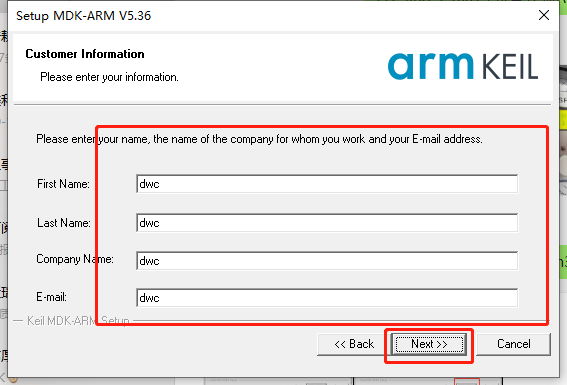 Setup MDK-ARM V5.36
Customer Information
Please enter your information.
arm KEIL
Please enter your name, the name of the company for whom you work and your E-mail address.
First Name: dwc
Last Name: dwc
Company Name: dwc
E-mail: dwc
Keil MDK-ARM Setup
<< Back Next >> Cancel